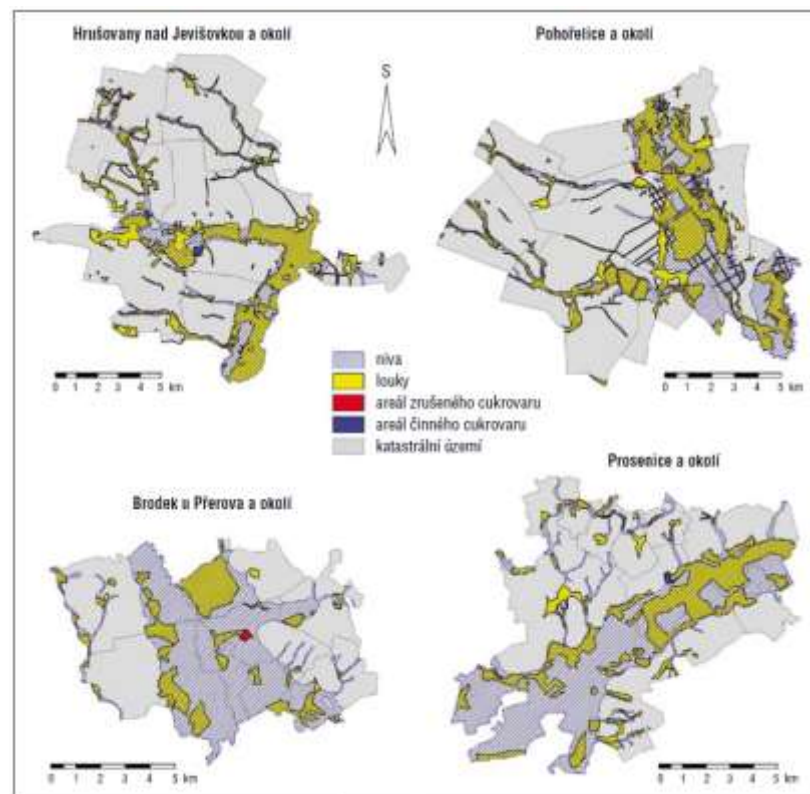 Hrušovany nad Jevišovkou a okolí
Pohořelice a okolí
S
0 1 2 3 4 5 km
0 1 2 3 4 5 km
niva
louky
areál zrušeného cukrovaru
areál činného cukrovaru
katastrální území
Brodek u Přerova a okolí
Prosenice a okolí
0 1 2 3 4 5 km
0 1 2 3 4 5 km